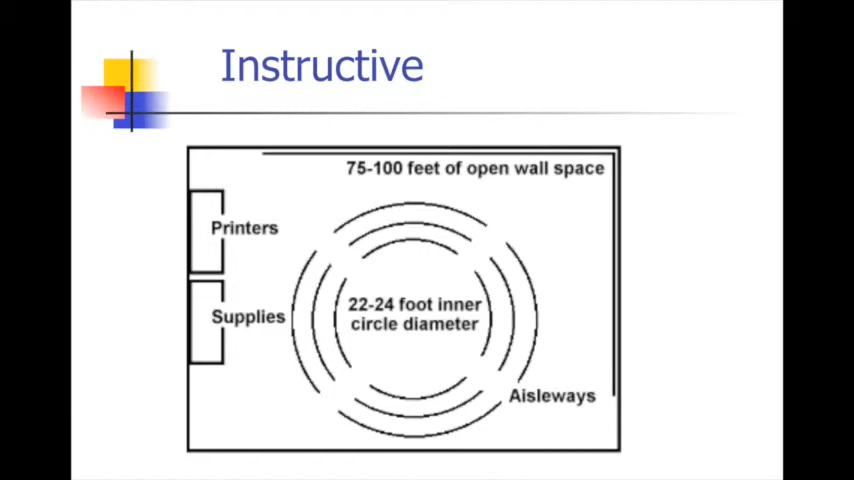 Instructive
75-100 feet of open wall space
Printers
22-24 foot inner
circle diameter
Supplies
Aisleways